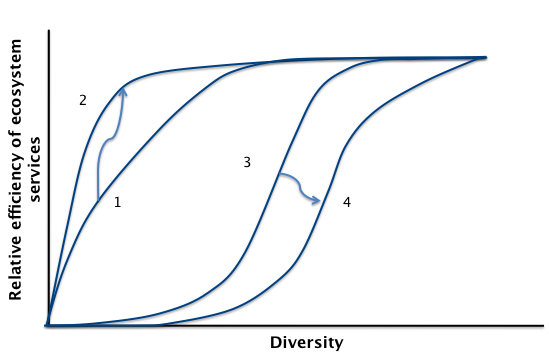 Relative efficiency of ecosystem
services
2
1
3
4
Diversity